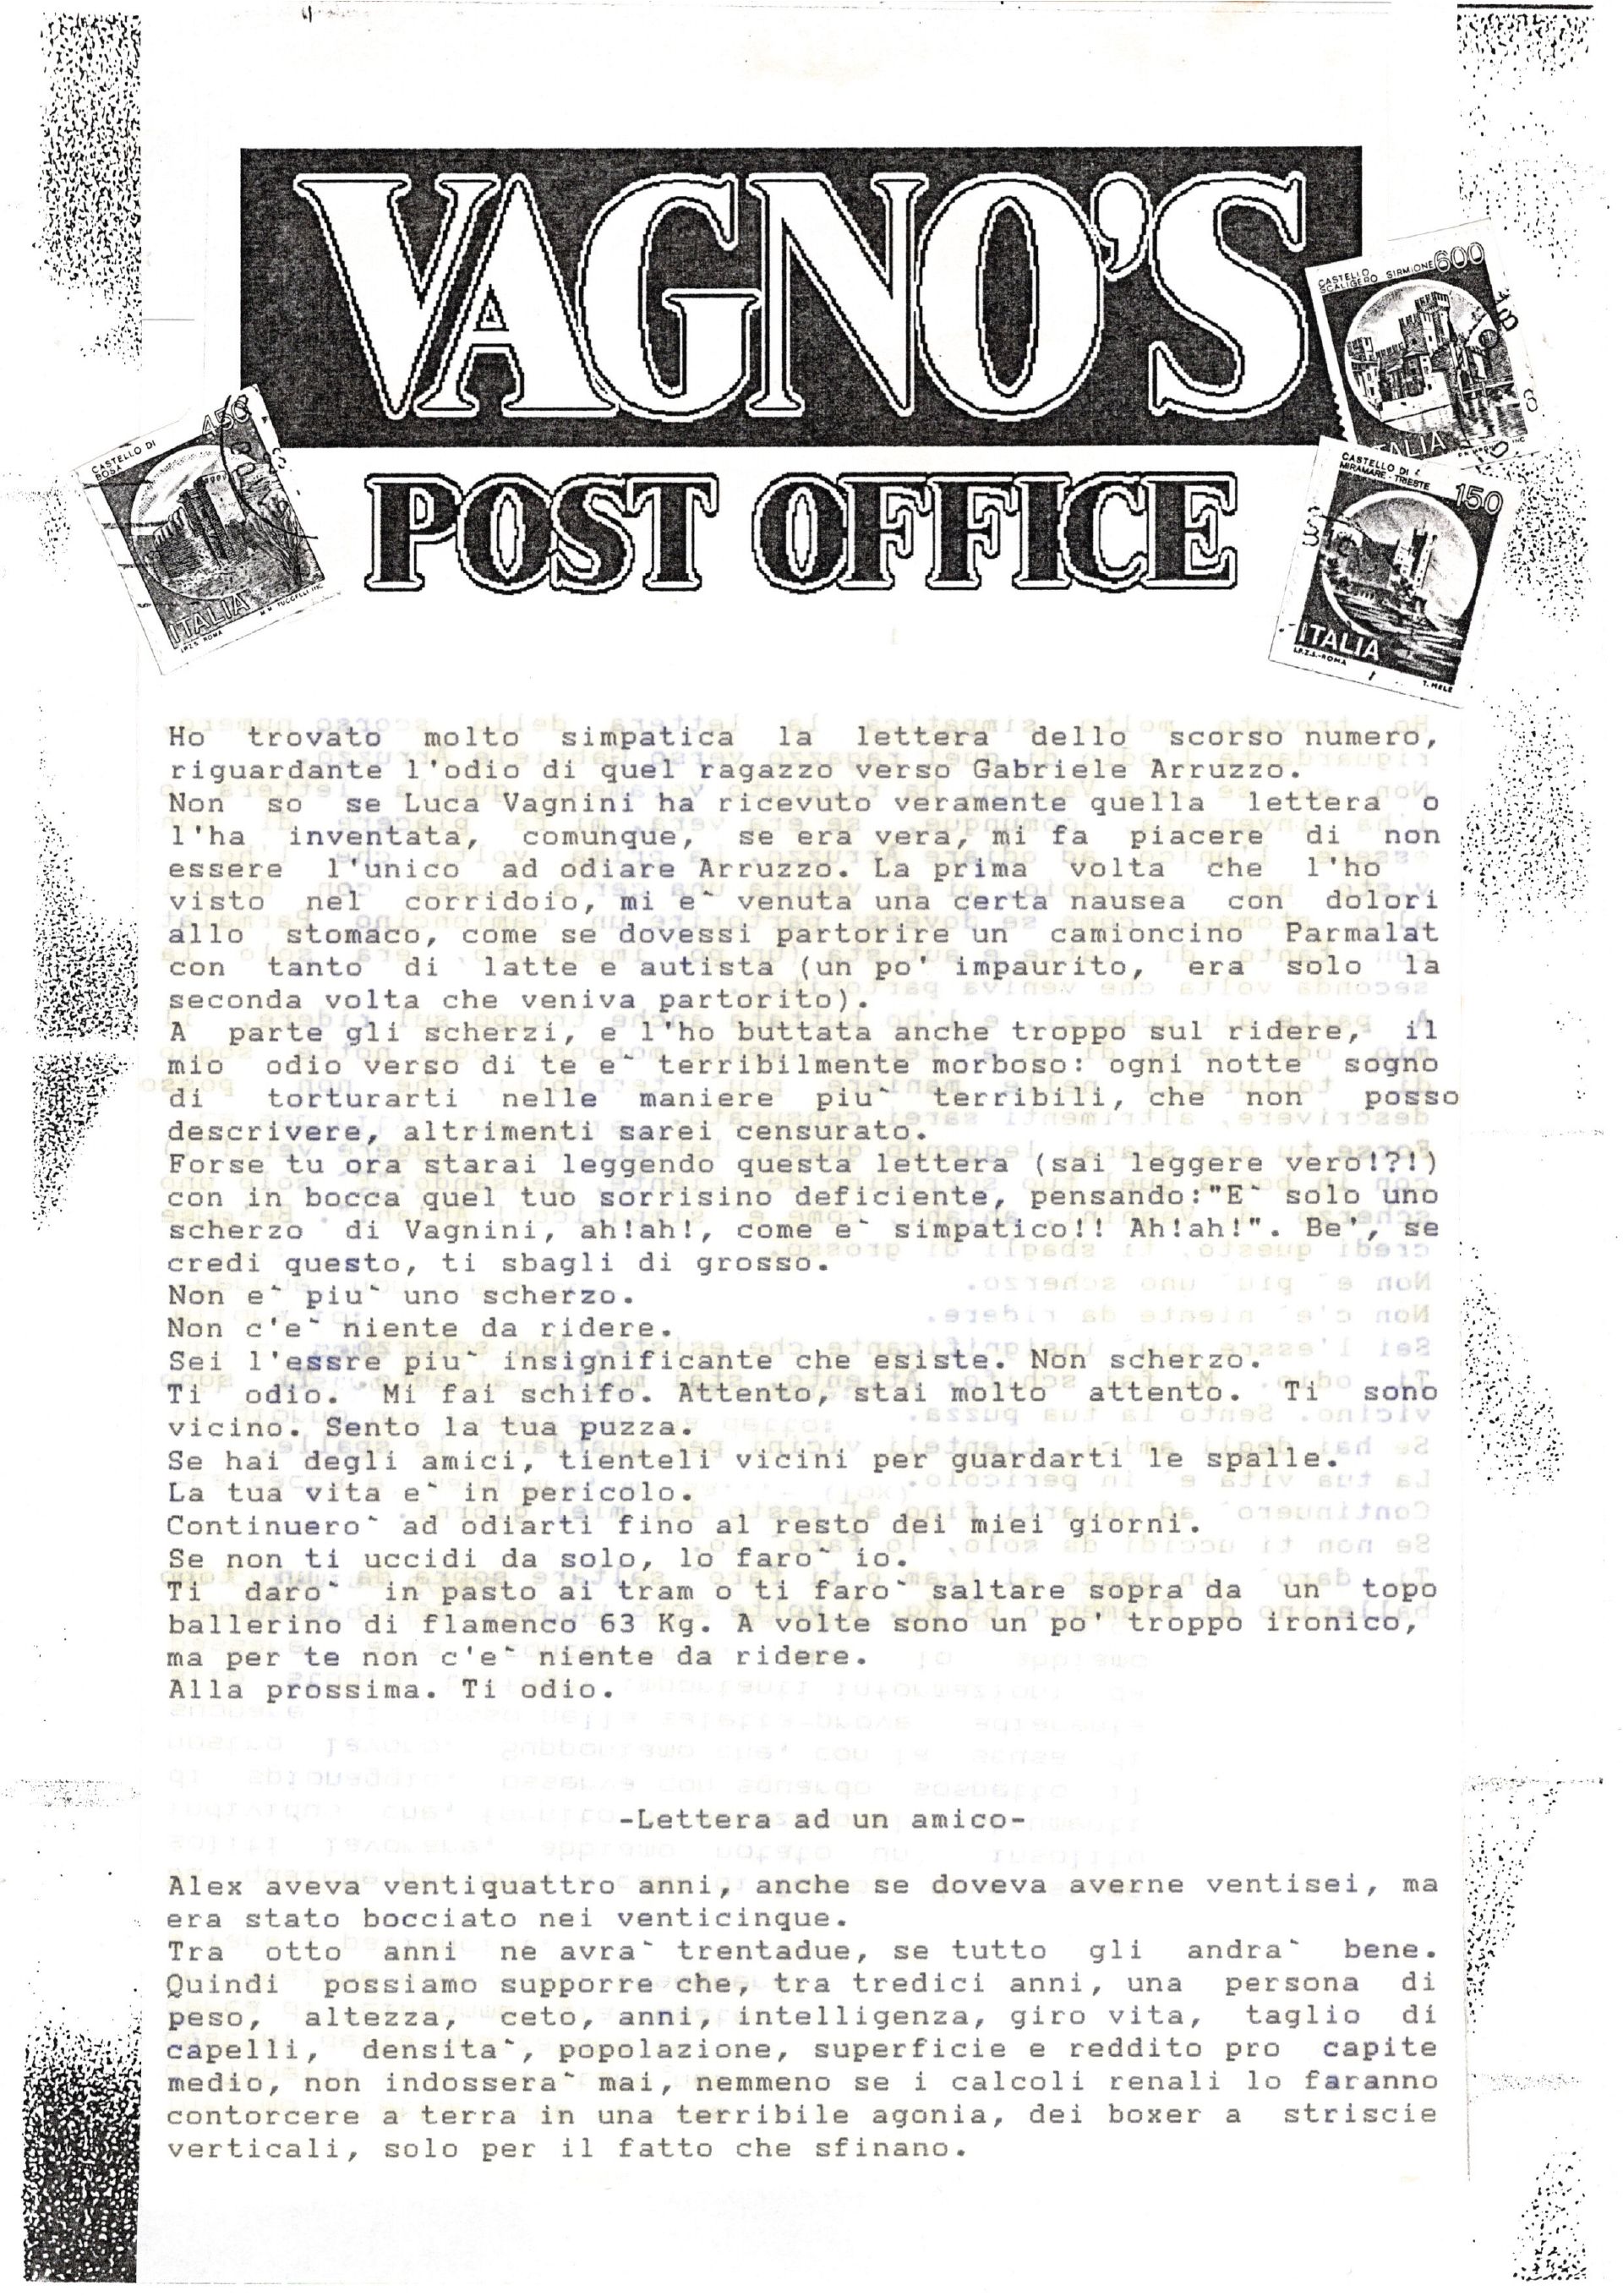 VAGNO'S
POST OFFICE
CASTELLO SCALIGERO SIRMIONE 600
ITALIA
CASTELLO DI MIRAMARE - TRIESTE 150
ITALIA
I.P.Z.S.-ROMA T. MELE
CASTELLO DI BOSA 450
ITALIA
I.P.Z.S. ROMA
Ho trovato molto simpatica la lettera dello scorso numero,
riguardante l'odio di quel ragazzo verso Gabriele Arruzzo.
Non so se Luca Vagnini ha ricevuto veramente quella lettera o
l'ha inventata, comunque, se era vera, mi fa piacere di non
essere l'unico ad odiare Arruzzo. La prima volta che l'ho
visto nel corridoio, mi e` venuta una certa nausea con dolori
allo stomaco, come se dovessi partorire un camioncino Parmalat
con tanto di latte e autista (un po' impaurito, era solo la
seconda volta che veniva partorito).
A parte gli scherzi, e l'ho buttata anche troppo sul ridere, il
mio odio verso di te e` terribilmente morboso: ogni notte sogno
di torturarti nelle maniere piu` terribili, che non posso
descrivere, altrimenti sarei censurato.
Forse tu ora starai leggendo questa lettera (sai leggere vero!?!)
con in bocca quel tuo sorrisino deficiente, pensando:"E` solo uno
scherzo di Vagnini, ah!ah!, come e` simpatico!! Ah!ah!". Be', se
credi questo, ti sbagli di grosso.
Non e` piu` uno scherzo.
Non c'e` niente da ridere.
Sei l'essre piu` insignificante che esiste. Non scherzo.
Ti odio. Mi fai schifo. Attento, stai molto attento. Ti sono
vicino. Sento la tua puzza.
Se hai degli amici, tienteli vicini per guardarti le spalle.
La tua vita e` in pericolo.
Continuero` ad odiarti fino al resto dei miei giorni.
Se non ti uccidi da solo, lo faro` io.
Ti daro` in pasto ai tram o ti faro` saltare sopra da un topo
ballerino di flamenco 63 Kg. A volte sono un po' troppo ironico,
ma per te non c'e` niente da ridere.
Alla prossima. Ti odio.
-Lettera ad un amico-
Alex aveva ventiquattro anni, anche se doveva averne ventisei, ma
era stato bocciato nei venticinque.
Tra otto anni ne avra` trentadue, se tutto gli andra` bene.
Quindi possiamo supporre che, tra tredici anni, una persona di
peso, altezza, ceto, anni, intelligenza, giro vita, taglio di
capelli, densita`, popolazione, superficie e reddito pro capite
medio, non indossera` mai, nemmeno se i calcoli renali lo faranno
contorcere a terra in una terribile agonia, dei boxer a striscie
verticali, solo per il fatto che sfinano.